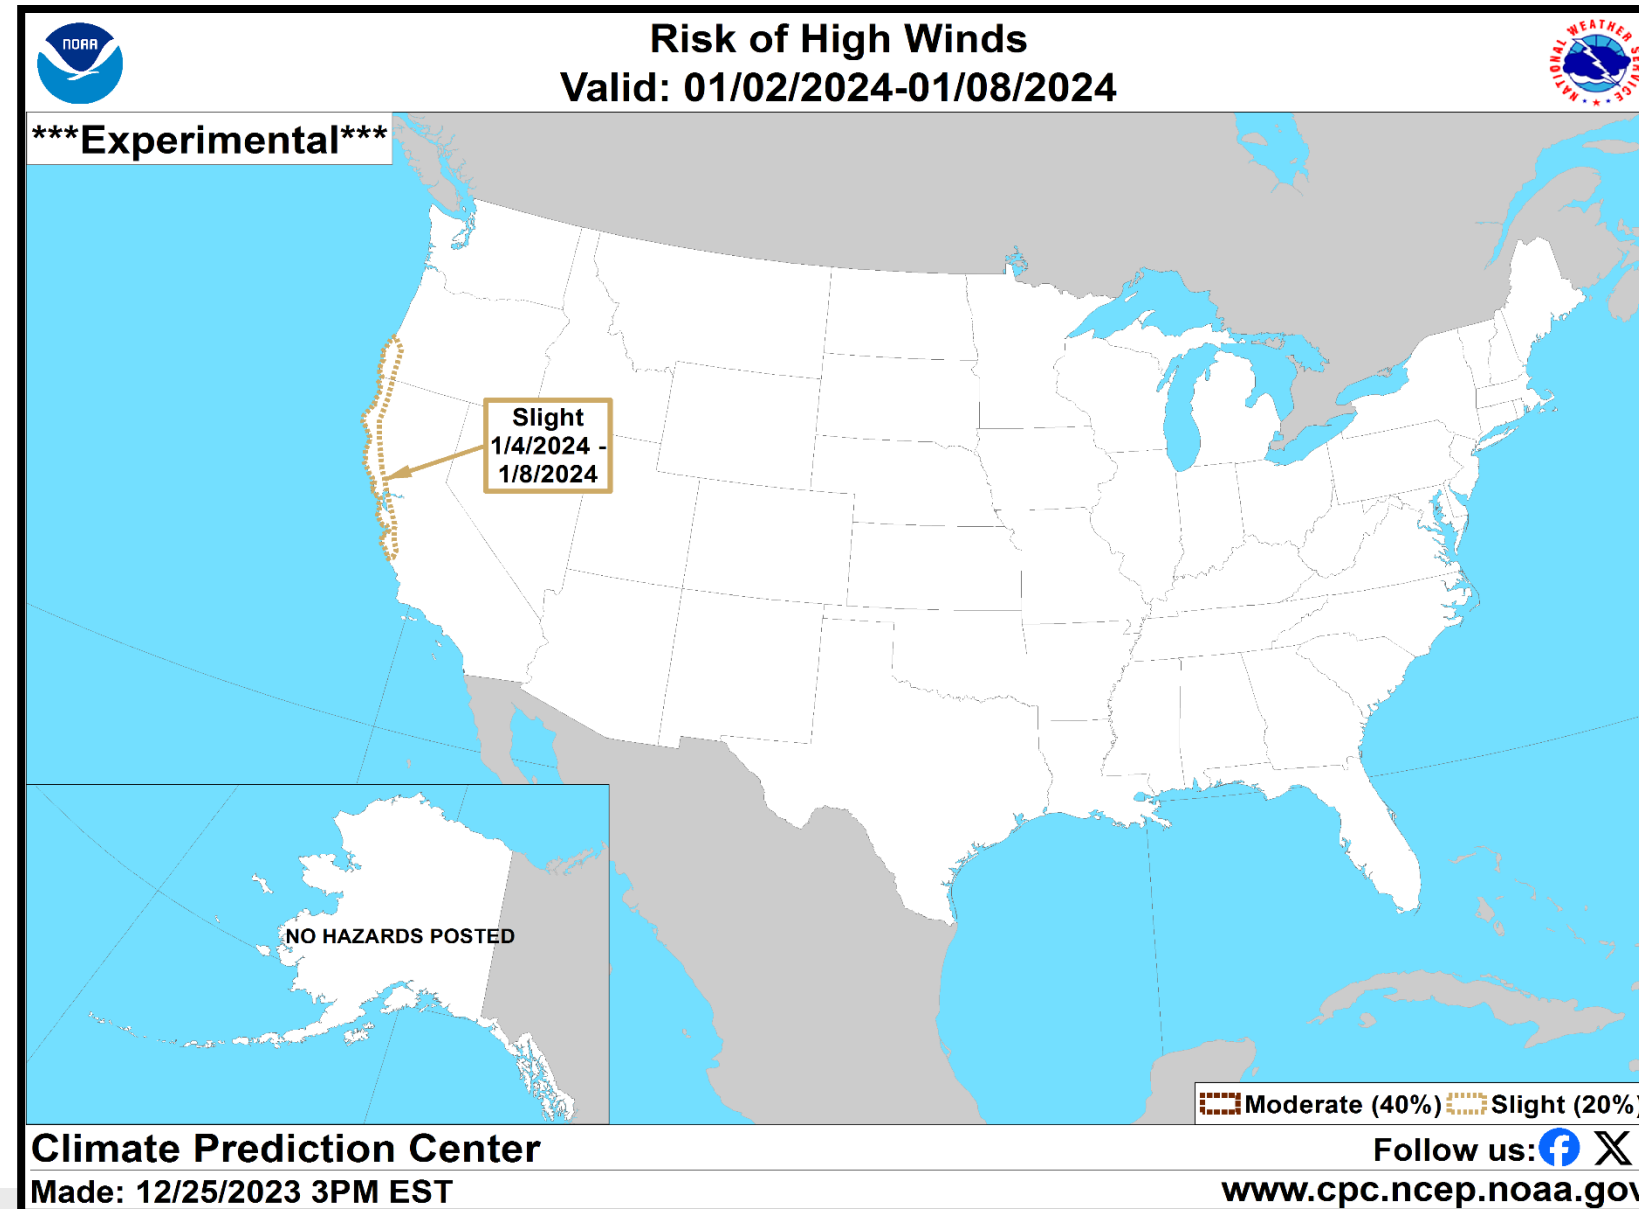 NOAA
Risk of High Winds
Valid: 01/02/2024-01/08/2024
NATIONAL WEATHER SERVICE
***Experimental***
Slight
1/4/2024 -
1/8/2024
NO HAZARDS POSTED
Moderate (40%) Slight (20%)
Climate Prediction Center
Follow us:
Made: 12/25/2023 3PM EST
www.cpc.ncep.noaa.gov